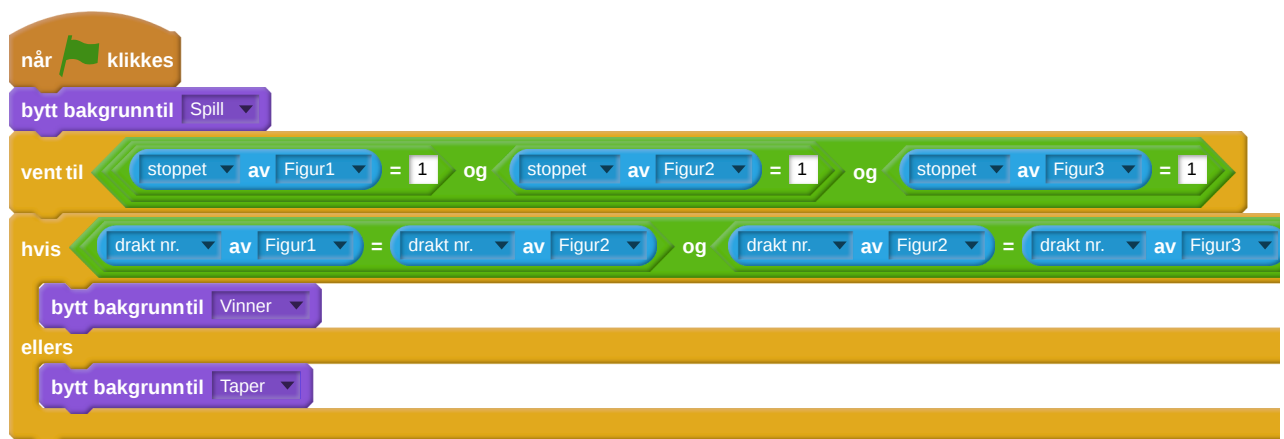 når klikkes
bytt bakgrunn til Spill
vent til stoppet av Figur1 = 1 og stoppet av Figur2 = 1 og stoppet av Figur3 = 1
hvis drakt nr. av Figur1 = drakt nr. av Figur2 og drakt nr. av Figur2 = drakt nr. av Figur3
bytt bakgrunn til Vinner
ellers
bytt bakgrunn til Taper